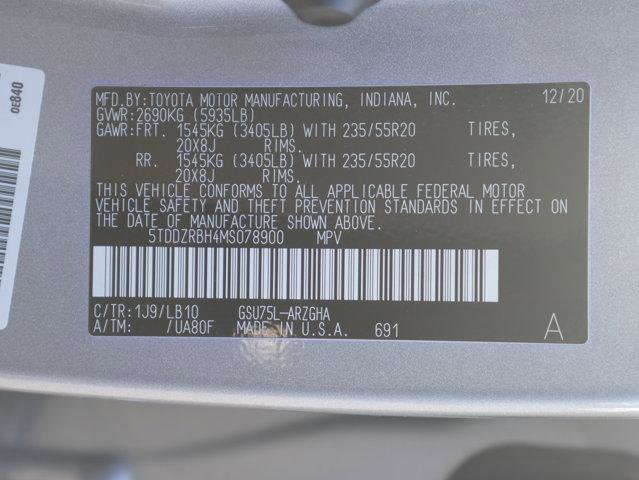 0E840
MFD.BY:TOYOTA MOTOR MANUFACTURING, INDIANA, INC. 12/20
GVWR:2690KG (5935LB)
GAWR:FRT. 1545KG (3405LB) WITH 235/55R20 TIRES,
20X8J RIMS.
RR. 1545KG (3405LB) WITH 235/55R20 TIRES,
20X8J RIMS.
THIS VEHICLE CONFORMS TO ALL APPLICABLE FEDERAL MOTOR
VEHICLE SAFETY AND THEFT PREVENTION STANDARDS IN EFFECT ON
THE DATE OF MANUFACTURE SHOWN ABOVE.
5TDDZRBH4MS078900 MPV
C/TR:1J9/LB10 GSU75L-ARZGHA
A/TM: /UA80F MADE IN U.S.A. 691 A